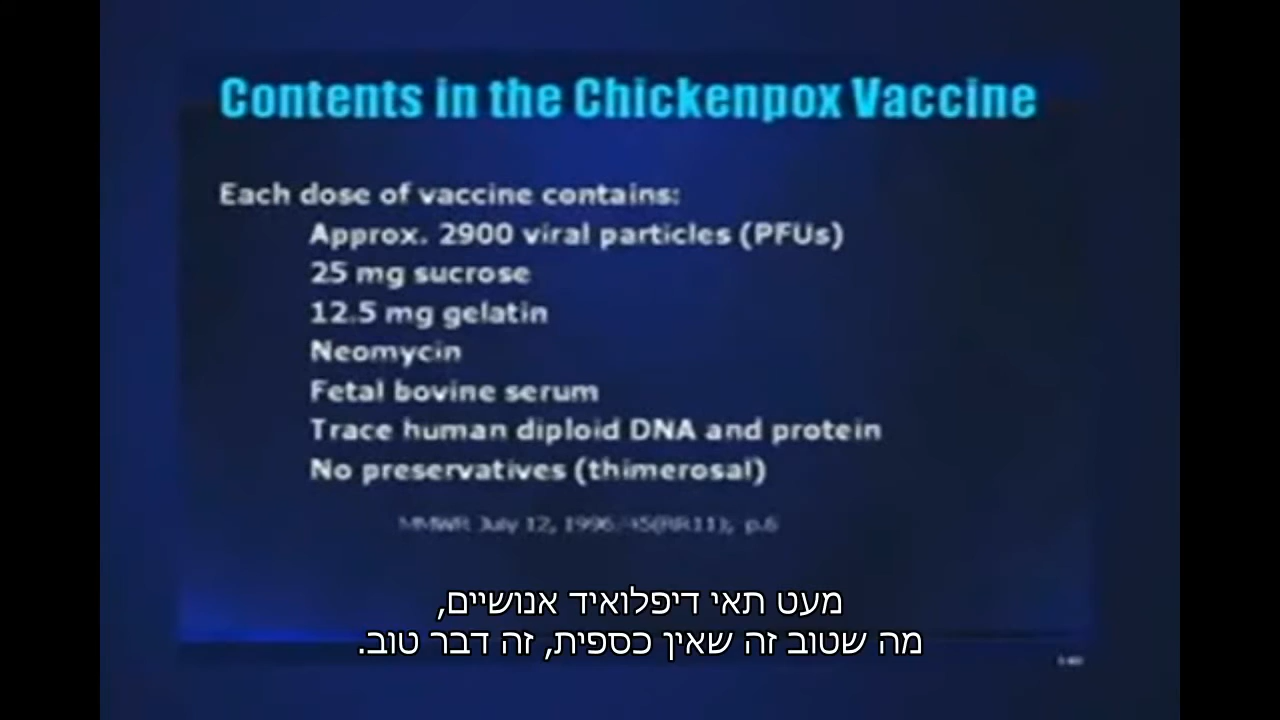 Contents in the Chickenpox Vaccine
Each dose of vaccine contains:
Approx. 2900 viral particles (PFUs)
25 mg sucrose
12.5 mg gelatin
Neomycin
Fetal bovine serum
Trace human diploid DNA and protein
No preservatives (thimerosal)
MMWR July 12, 1996/45(RR11), p.6
מעט תאי דיפלואיד אנושיים,
מה שטוב זה שאין כספית, זה דבר טוב.